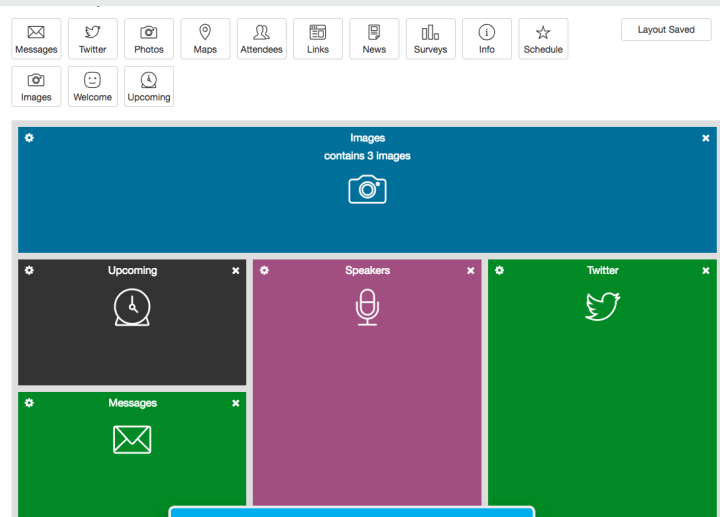 Messages
Twitter
Photos
Maps
Attendees
Links
News
Surveys
Info
Schedule
Layout Saved
Images
Welcome
Upcoming
Images
contains 3 images
Upcoming
Speakers
Twitter
Messages